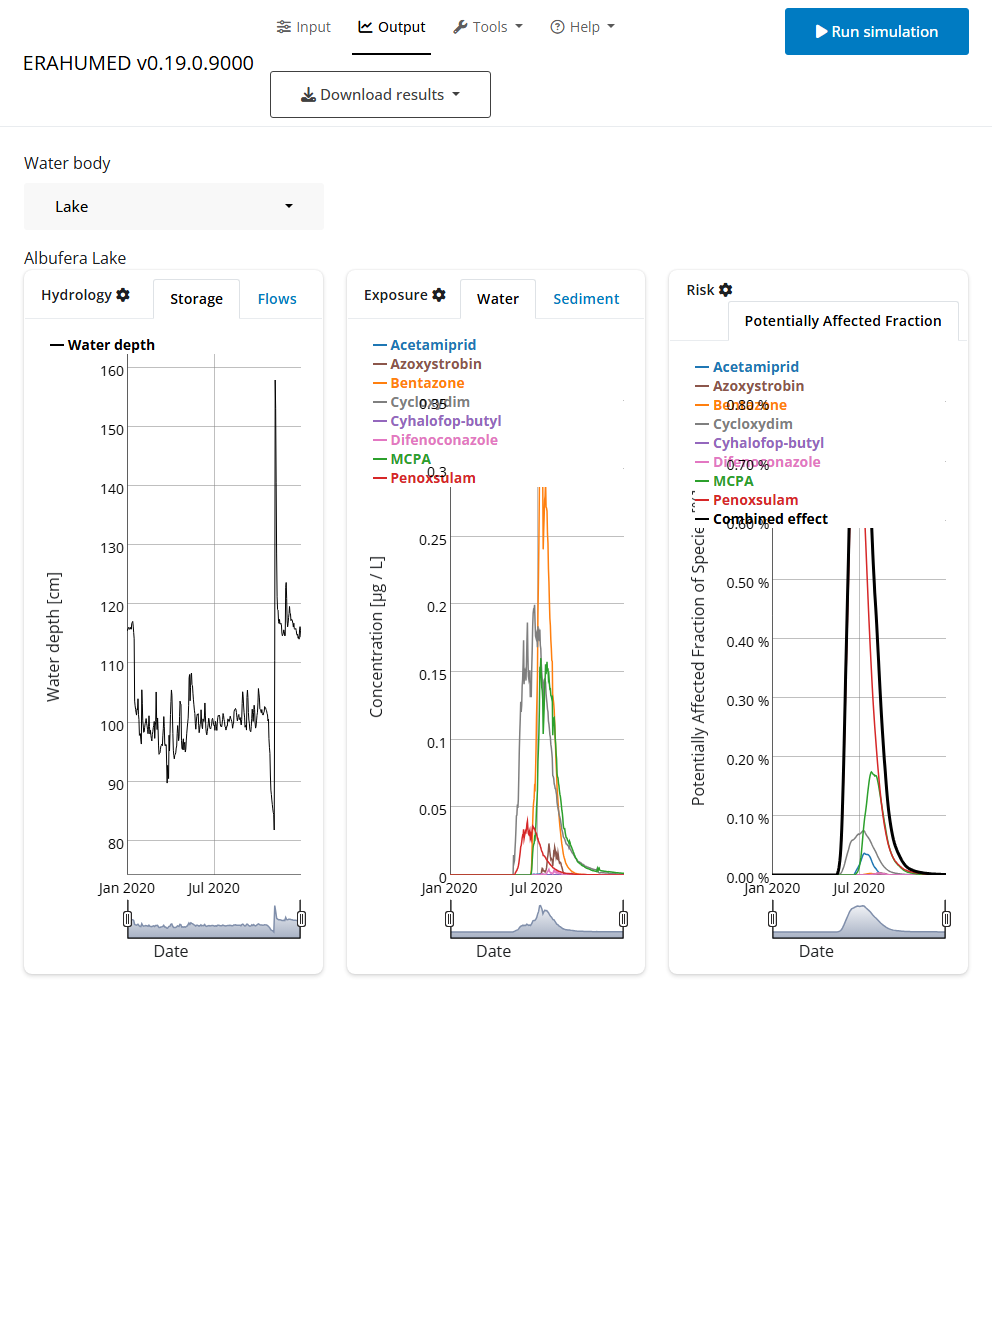 Input
Output
Tools
Help
Run simulation
ERAHUMED v0.19.0.9000
Download results
Water body
Lake
Albufera Lake
Hydrology
Storage
Flows
Water depth
160
150
140
130
120
110
100
90
80
Water depth [cm]
Jan 2020
Jul 2020
Date
Exposure
Water
Sediment
Acetamiprid
Azoxystrobin
Bentazone
Cycloxydim
Cyhalofop-butyl
Difenoconazole
MCPA
Penoxsulam
0.35
0.3
0.25
0.2
0.15
0.1
0.05
0
Concentration [µg / L]
Jan 2020
Jul 2020
Date
Risk
Potentially Affected Fraction
Acetamiprid
Azoxystrobin
Bentazone
Cycloxydim
Cyhalofop-butyl
Difenoconazole
MCPA
Penoxsulam
Combined effect
0.80 %
0.70 %
0.60 %
0.50 %
0.40 %
0.30 %
0.20 %
0.10 %
0.00 %
Potentially Affected Fraction of Specie
Jan 2020
Jul 2020
Date